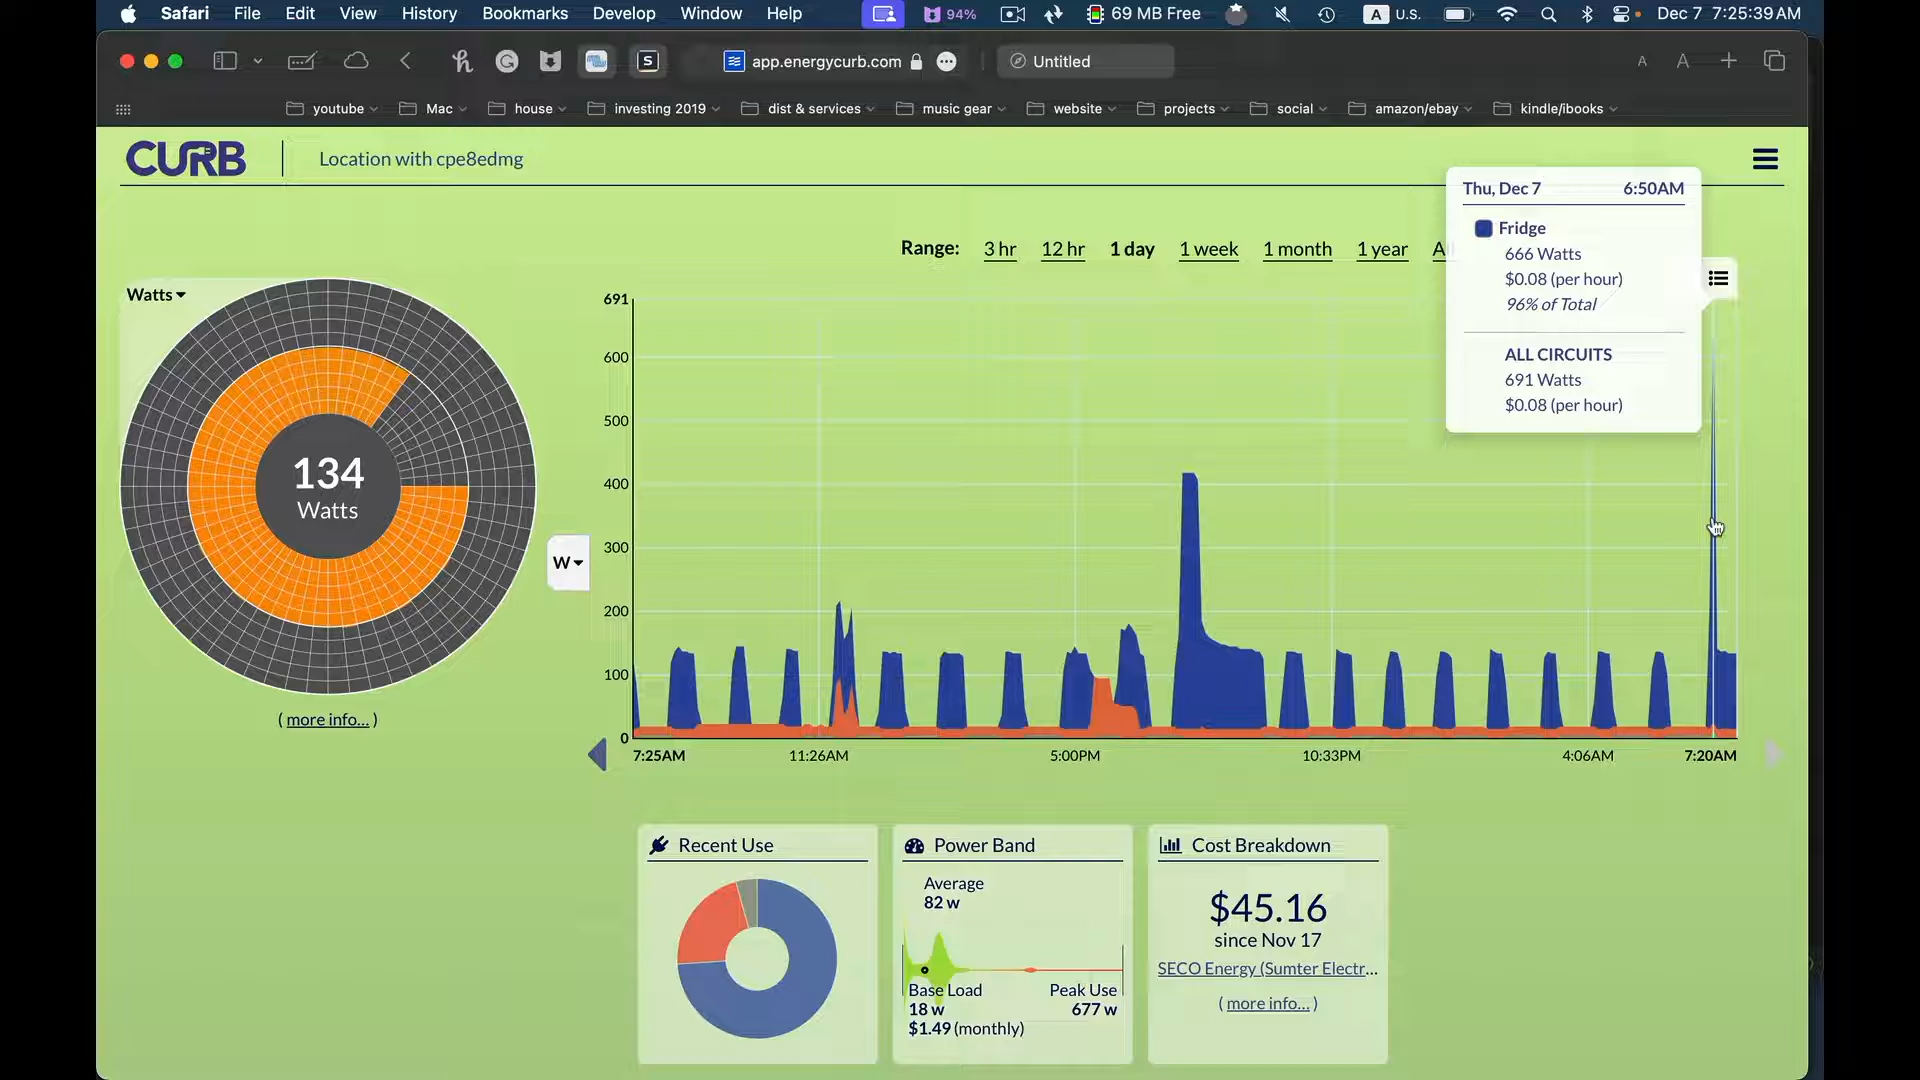 Safari File Edit View History Bookmarks Develop Window Help 94% 69 MB Free A U.S. Dec 7 7:25:39 AM
app.energycurb.com Untitled A A
youtube Mac house investing 2019 dist & services music gear website projects social amazon/ebay kindle/ibooks
CURB Location with cpe8edmg
Thu, Dec 7 6:50AM
Fridge
666 Watts
$0.08 (per hour)
96% of Total
ALL CIRCUITS
691 Watts
$0.08 (per hour)
Range: 3 hr 12 hr 1 day 1 week 1 month 1 year
Watts
134
Watts
( more info... )
W
691
600
500
400
300
200
100
0
7:25AM 11:26AM 5:00PM 10:33PM 4:06AM 7:20AM
Recent Use
Power Band
Average
82 w
Base Load Peak Use
18 w 677 w
$1.49 (monthly)
Cost Breakdown
$45.16
since Nov 17
SECO Energy (Sumter Electr...
( more info... )